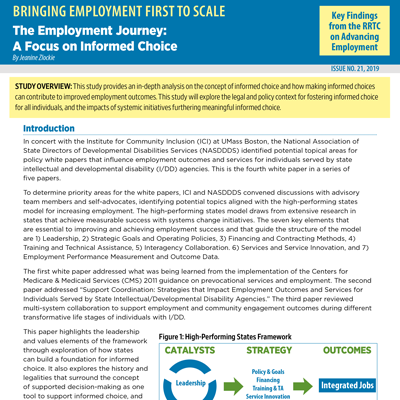 BRINGING EMPLOYMENT FIRST TO SCALE
The Employment Journey:
A Focus on Informed Choice
By Jeanine Zlockie
Key Findings
from the RRTC
on Advancing
Employment
ISSUE NO. 21, 2019
STUDY OVERVIEW: This study provides an in-depth analysis on the concept of informed choice and how making informed choices
can contribute to improved employment outcomes. This study will explore the legal and policy context for fostering informed choice
for all individuals, and the impacts of systemic initiatives furthering meaningful informed choice.
Introduction
In concert with the Institute for Community Inclusion (ICI) at UMass Boston, the National Association of
State Directors of Developmental Disabilities Services (NASDDDS) identified potential topical areas for
policy white papers that influence employment outcomes and services for individuals served by state
intellectual and developmental disability (I/DD) agencies. This is the fourth white paper in a series of
five papers.
To determine priority areas for the white papers, ICI and NASDDDS convened discussions with advisory
team members and self-advocates, identifying potential topics aligned with the high-performing states
model for increasing employment. The high-performing states model draws from extensive research in
states that achieve measurable success with systems change initiatives. The seven key elements that
are essential to improving and achieving employment success and that guide the structure of the model
are 1) Leadership, 2) Strategic Goals and Operating Policies, 3) Financing and Contracting Methods, 4)
Training and Technical Assistance, 5) Interagency Collaboration. 6) Services and Service Innovation, and 7)
Employment Performance Measurement and Outcome Data.
The first white paper addressed what was being learned from the implementation of the Centers for
Medicare & Medicaid Services (CMS) 2011 guidance on prevocational services and employment. The second
paper addressed "Support Coordination: Strategies that Impact Employment Outcomes and Services for
Individuals Served by State Intellectual/Developmental Disability Agencies." The third paper reviewed
multi-system collaboration to support employment and community engagement outcomes during different
transformative life stages of individuals with I/DD.
This paper highlights the leadership
and values elements of the framework
through exploration of how states
can build a foundation for informed
choice. It also explores the history and
legalities that surround the concept
of supported decision-making as one
tool to support informed choice, and
Figure 1: High-Performing States Framework
CATALYSTS
STRATEGY
OUTCOMES
Leadership
Policy & Goals
Financing
Training & TA
Service Innovation
Integrated Jobs